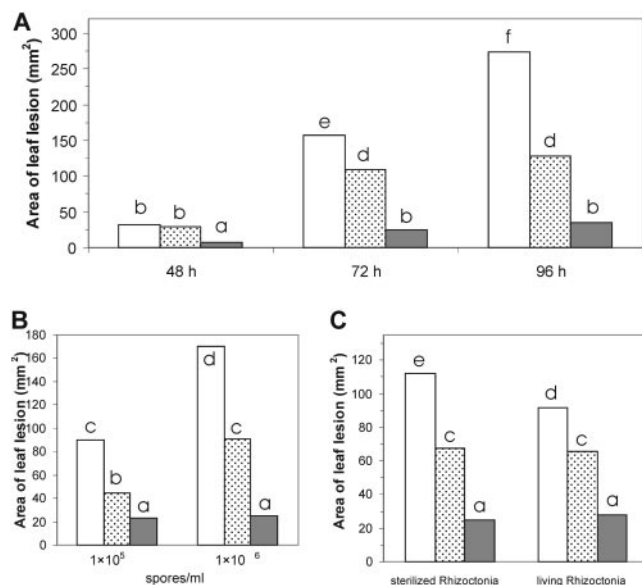 A
Area of leaf lesion (mm²)
300
250
200
150
100
50
0
b b a
e d b
f d b
48 h 72 h 96 h
B
Area of leaf lesion (mm²)
180
160
140
120
100
80
60
40
20
0
c b a
d c a
1×10⁵ 1×10 ⁶
spores/ml
C
Area of leaf lesion (mm²)
120
100
80
60
40
20
0
e c a
d c a
sterilized Rhizoctonia living Rhizoctonia